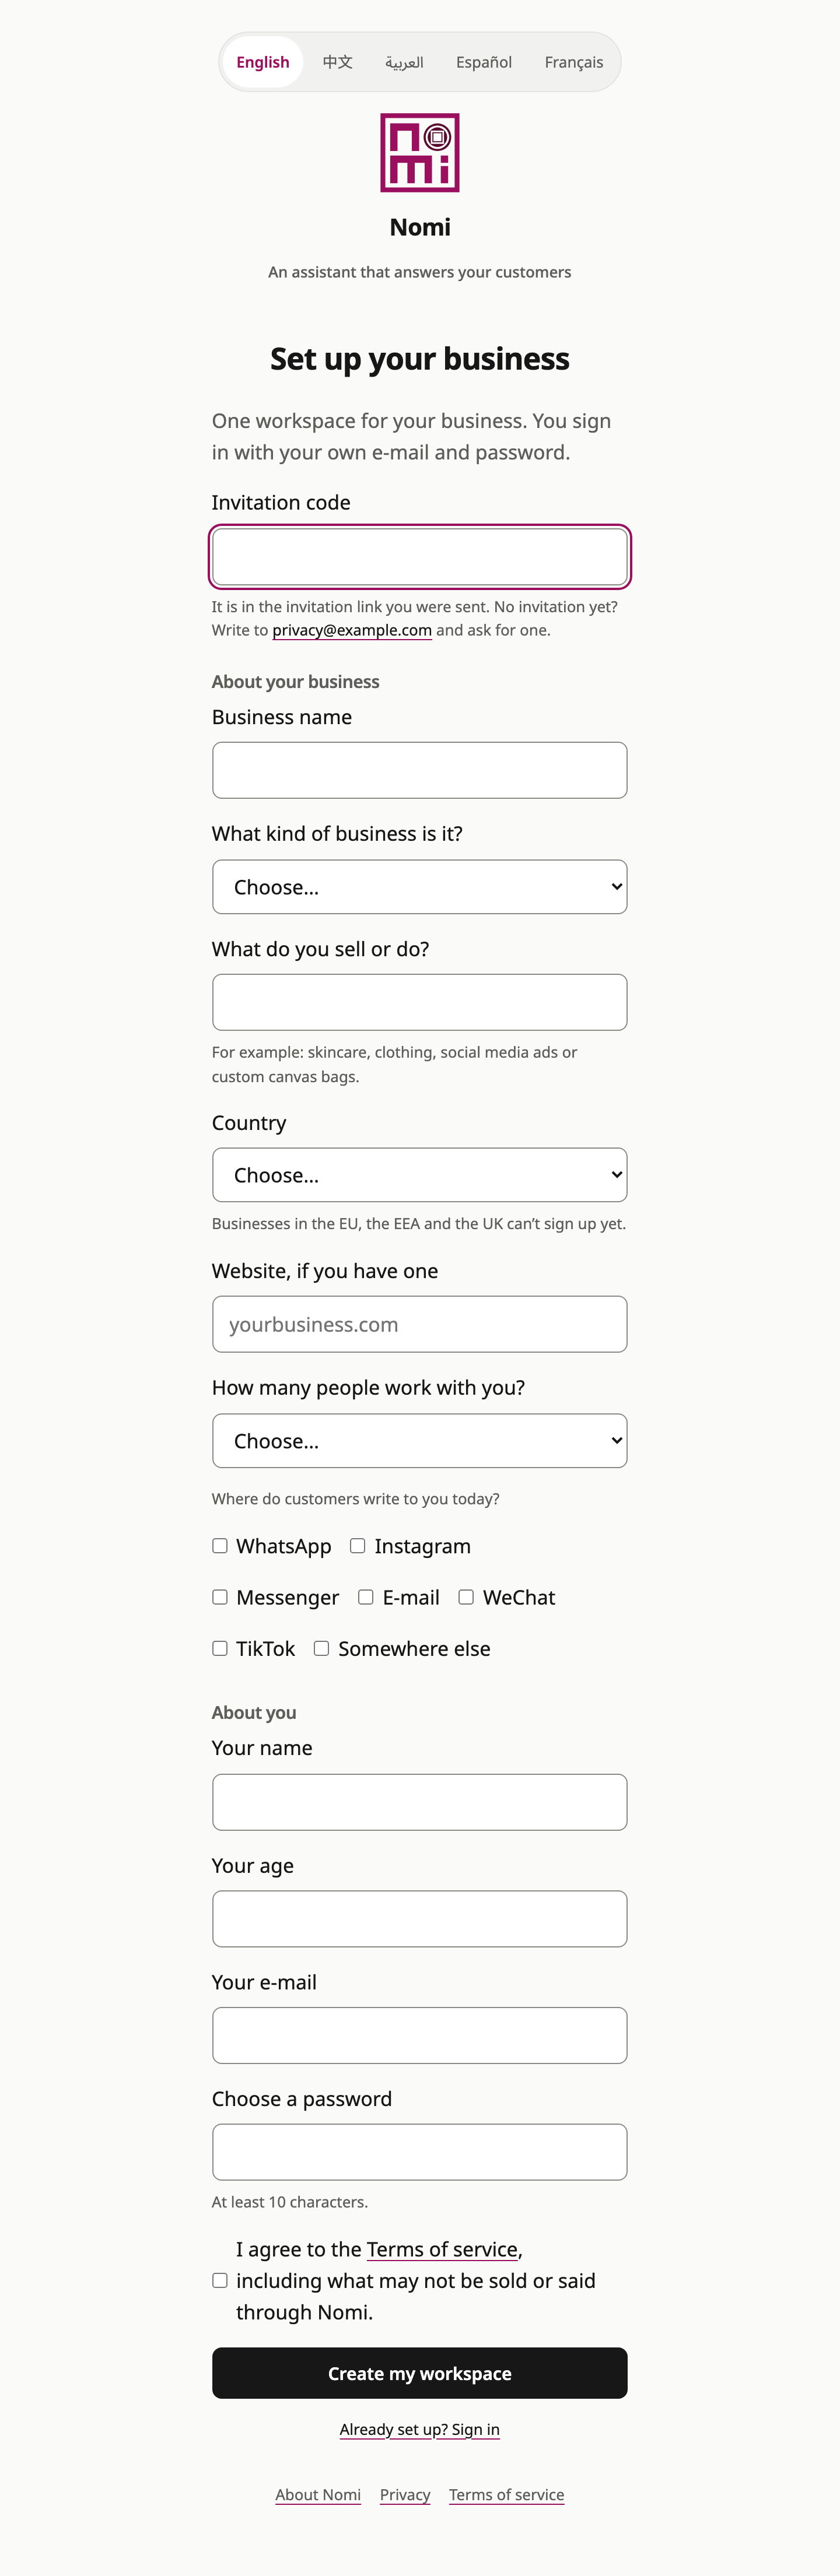 English 中文 العربية Español Français
nomi
Nomi
An assistant that answers your customers
Set up your business
One workspace for your business. You sign
in with your own e-mail and password.
Invitation code
It is in the invitation link you were sent. No invitation yet?
Write to privacy@example.com and ask for one.
About your business
Business name
What kind of business is it?
Choose...
What do you sell or do?
For example: skincare, clothing, social media ads or
custom canvas bags.
Country
Choose...
Businesses in the EU, the EEA and the UK can’t sign up yet.
Website, if you have one
yourbusiness.com
How many people work with you?
Choose...
Where do customers write to you today?
WhatsApp Instagram
Messenger E-mail WeChat
TikTok Somewhere else
About you
Your name
Your age
Your e-mail
Choose a password
At least 10 characters.
I agree to the Terms of service,
including what may not be sold or said
through Nomi.
Create my workspace
Already set up? Sign in
About Nomi Privacy Terms of service